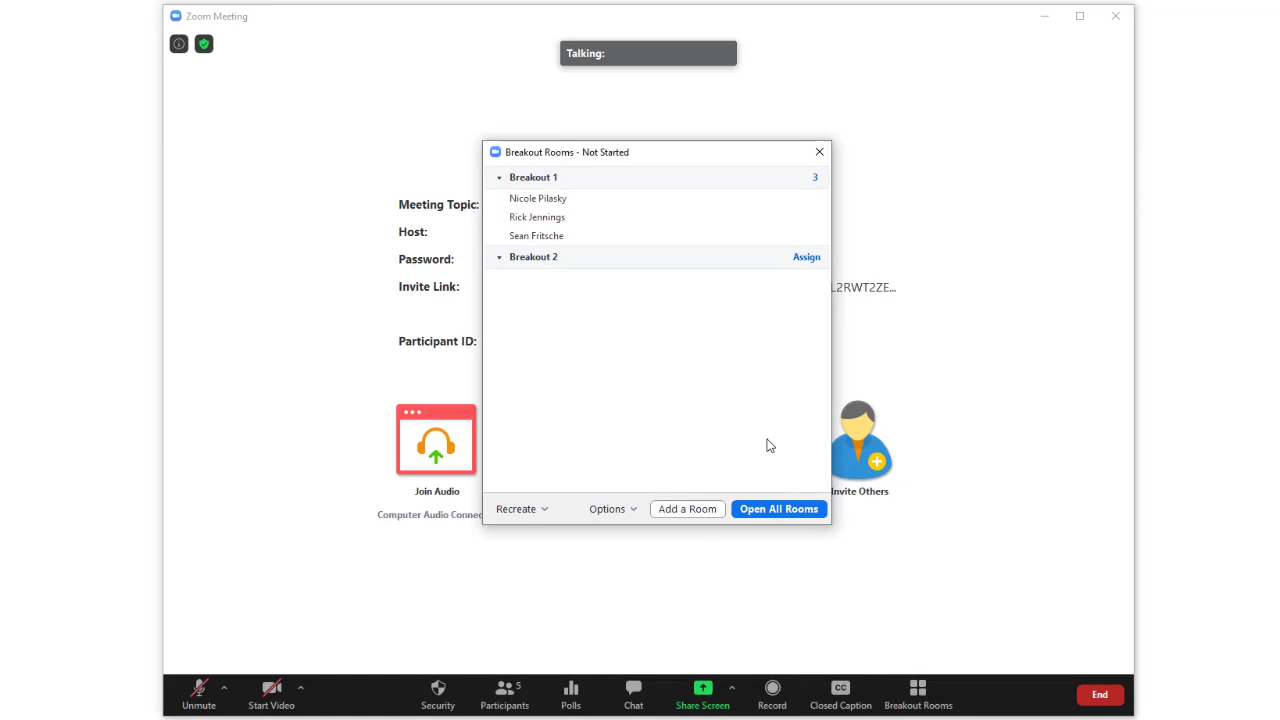 Zoom Meeting
Talking:
Breakout Rooms - Not Started
Breakout 1 3
Nicole Pilasky
Rick Jennings
Sean Fritsche
Breakout 2 Assign
Meeting Topic:
Host:
Password:
Invite Link:
L2RWT2ZE...
Participant ID:
Join Audio
Computer Audio Connec
Invite Others
Recreate Options Add a Room Open All Rooms
Unmute Start Video Security Participants 5 Polls Chat Share Screen Record CC Closed Caption Breakout Rooms End